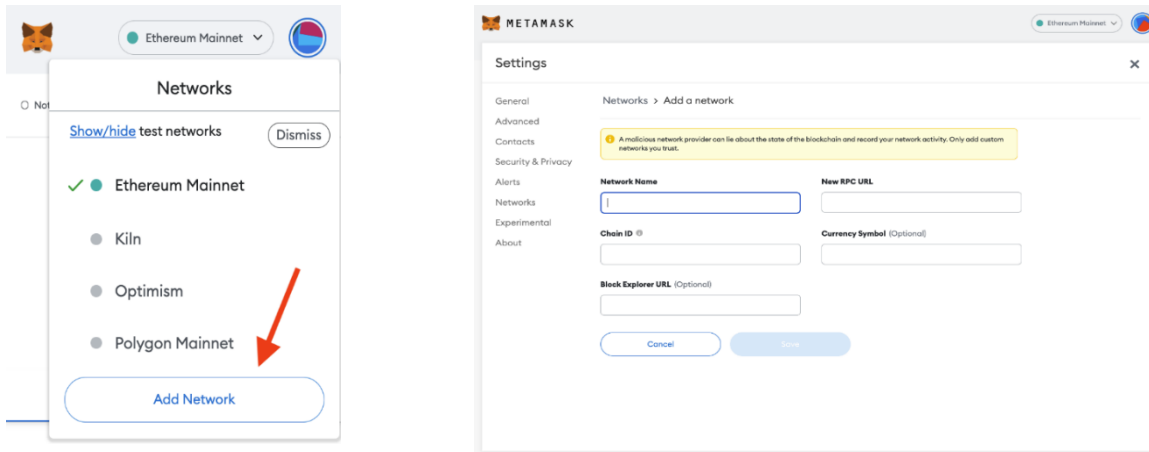 Ethereum Mainnet
Networks
Not
Show/hide test networks
Dismiss
Ethereum Mainnet
Kiln
Optimism
Polygon Mainnet
Add Network
METAMASK
Ethereum Mainnet
Settings
General
Advanced
Contacts
Security & Privacy
Alerts
Networks
Experimental
About
Networks > Add a network
A malicious network provider can lie about the state of the blockchain and record your network activity. Only add custom
networks you trust.
Network Name
New RPC URL
Chain ID
Currency Symbol (Optional)
Block Explorer URL (Optional)
Cancel
Save